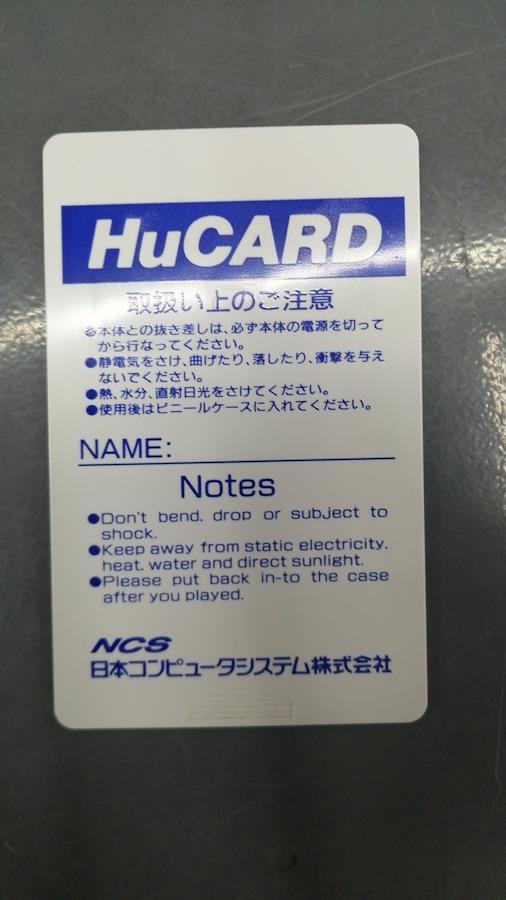 HuCARD
取扱い上のご注意
●本体との抜き差しは、必ず本体の電源を切って
から行なってください。
●静電気をさけ、曲げたり、落したり、衝撃を与え
ないでください。
●熱、水分、直射日光をさけてください。
●使用後はビニールケースに入れてください。
NAME:
Notes
●Don't bend, drop or subject to
shock.
●Keep away from static electricity,
heat, water and direct sunlight.
●Please put back in-to the case
after you played.
NCS
日本コンピュータシステム株式会社